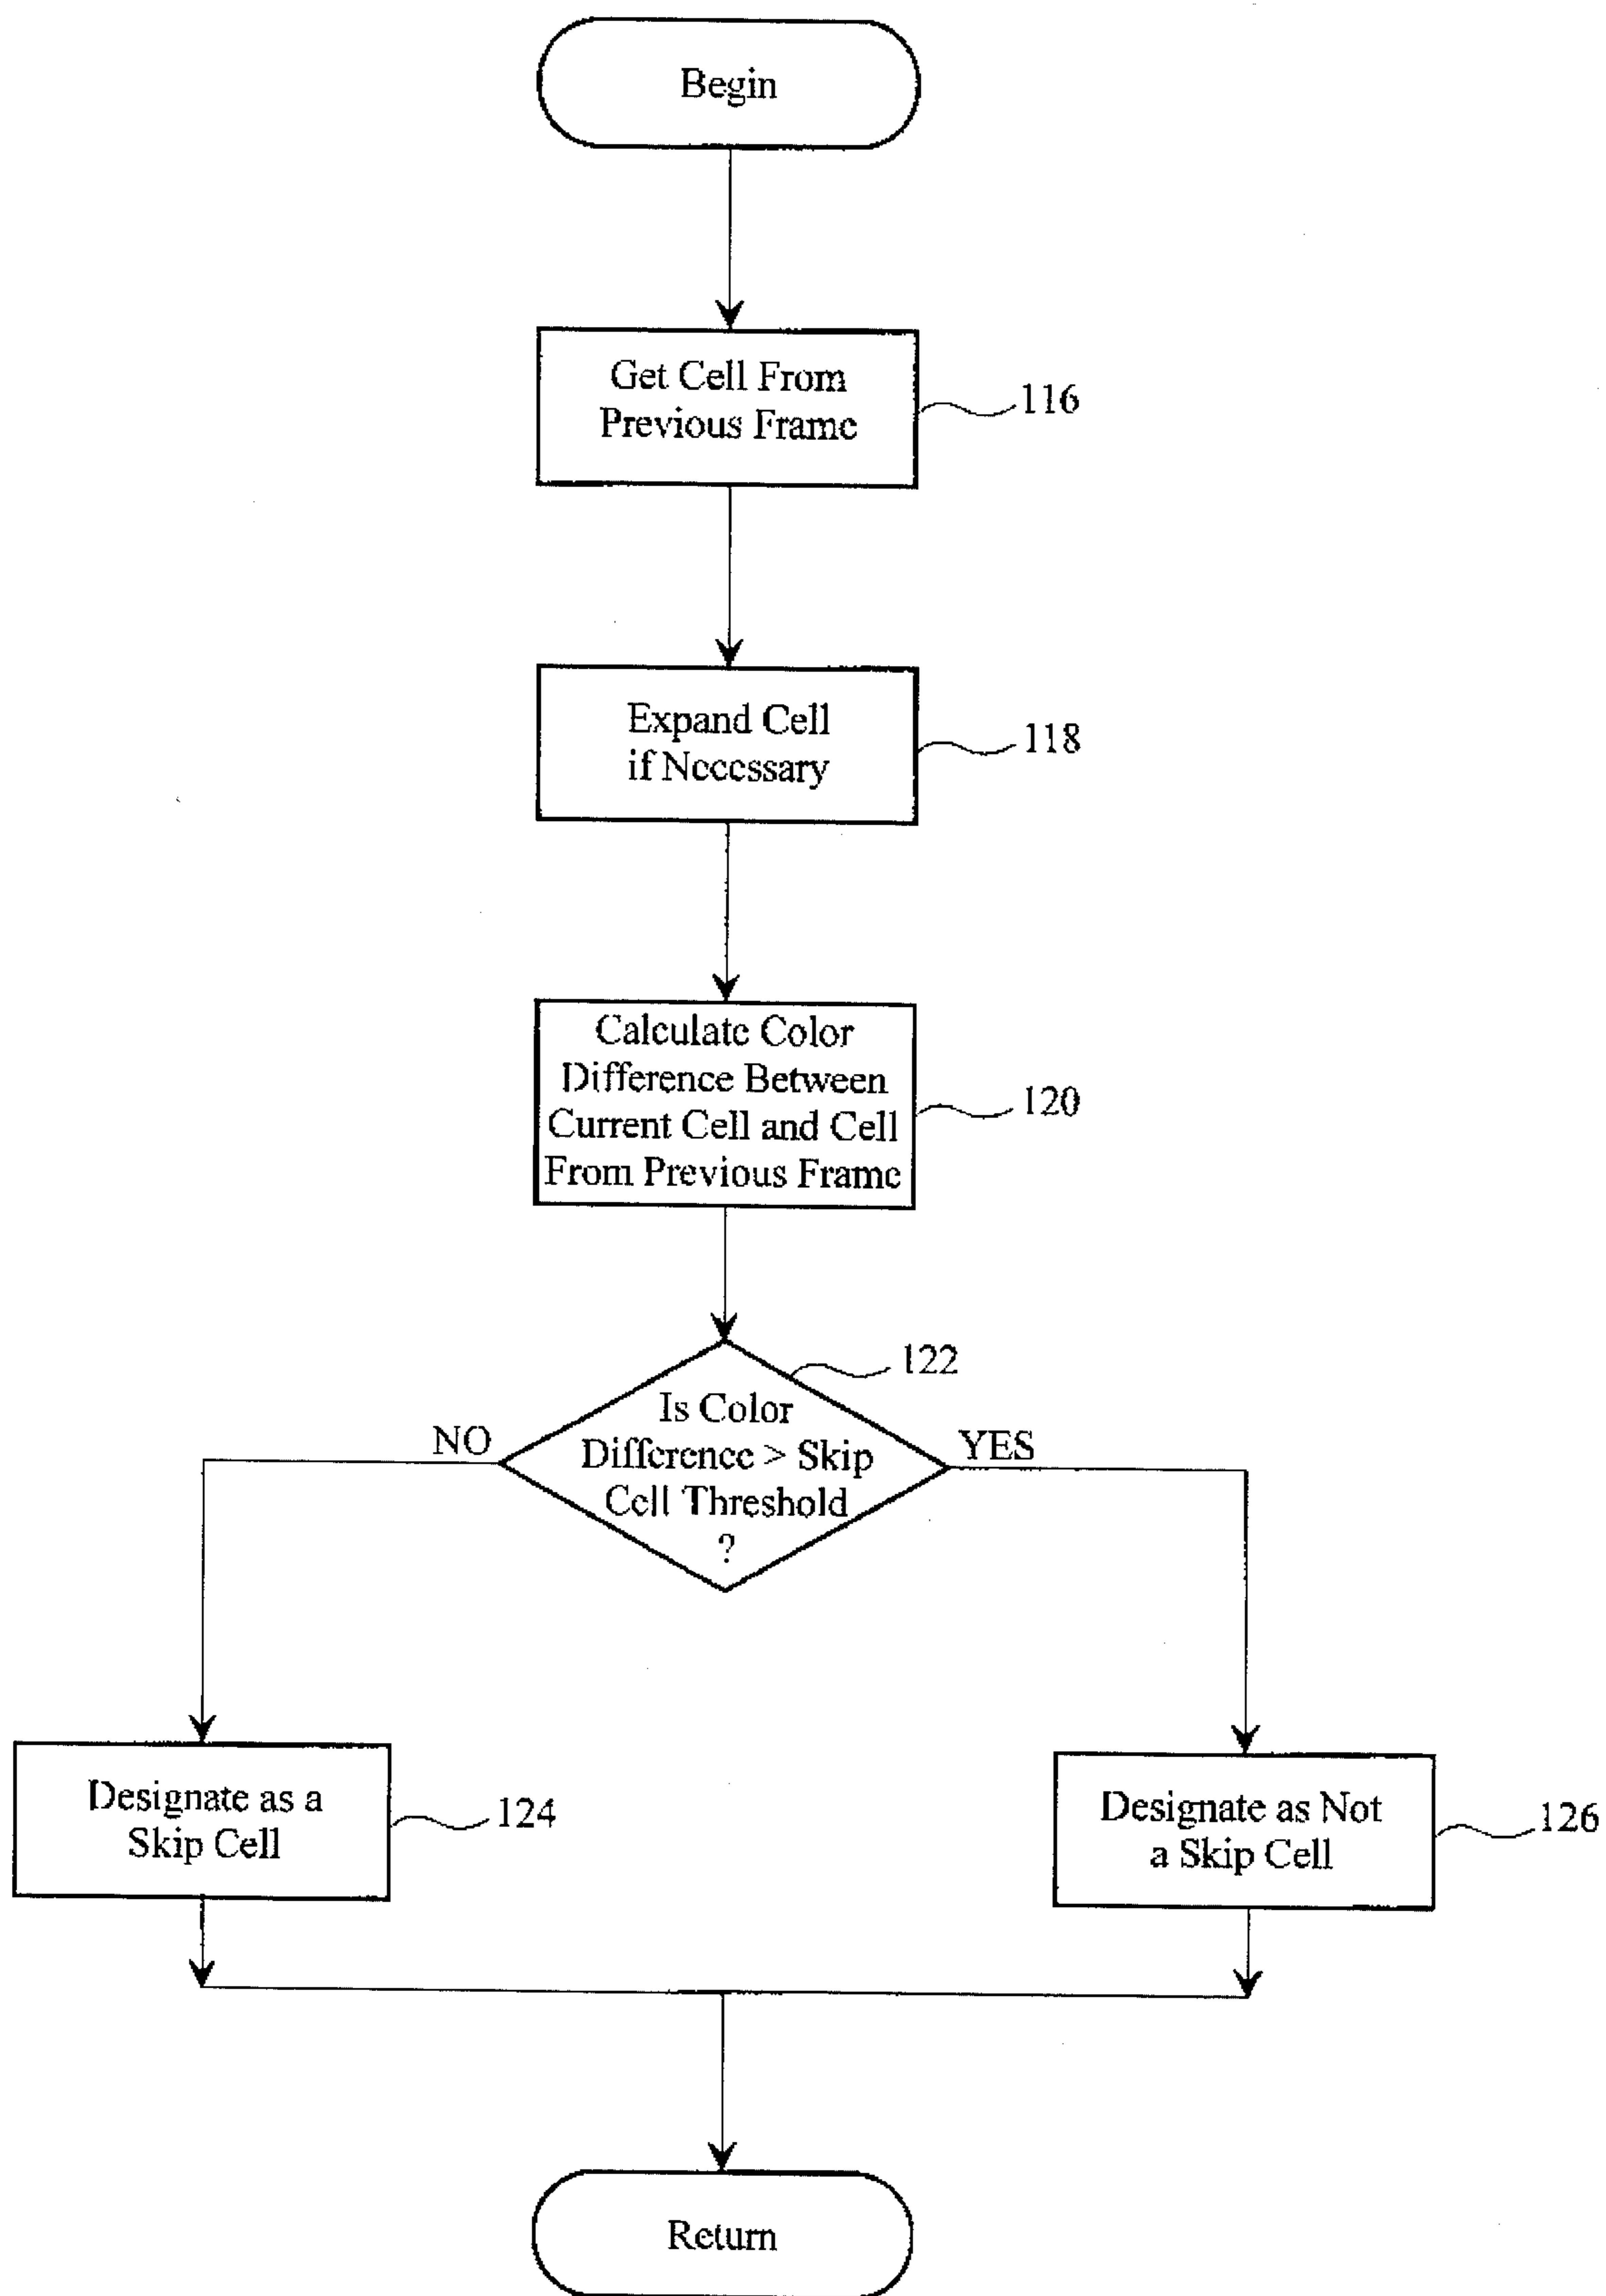 Begin
Get Cell From
Previous Frame
116
Expand Cell
if Necessary
118
Calculate Color
Difference Between
Current Cell and Cell
From Previous Frame
120
122
Is Color
Difference > Skip
Cell Threshold
?
NO
YES
Designate as a
Skip Cell
124
Designate as Not
a Skip Cell
126
Return